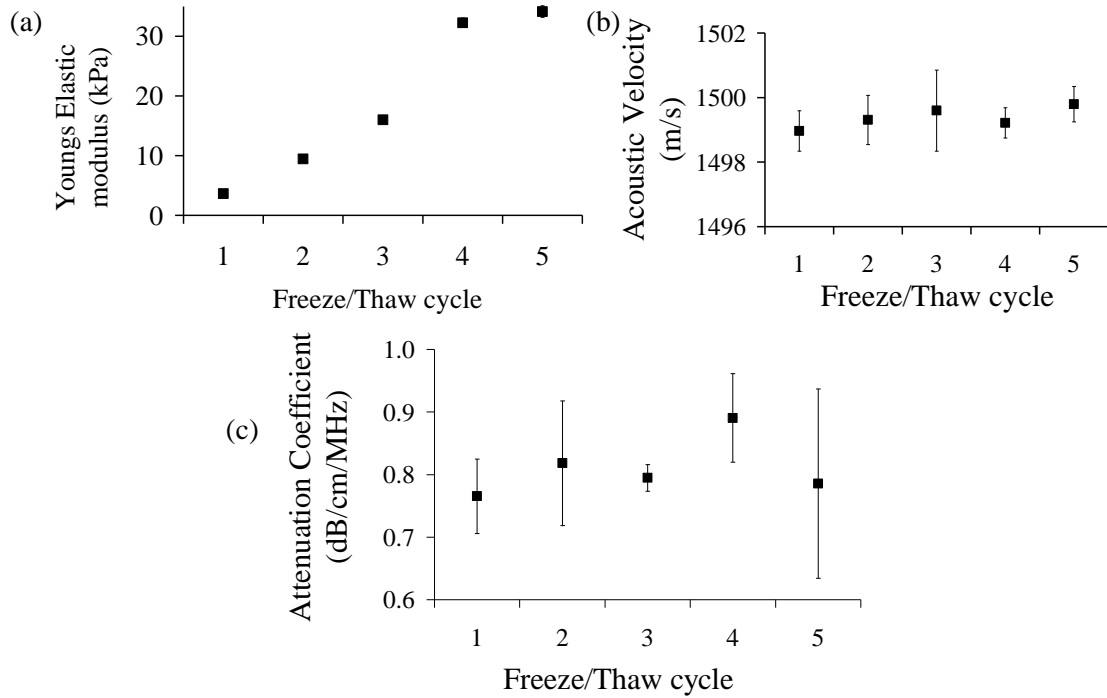 (a)
Youngs Elastic
modulus (kPa)
30
20
10
0
1 2 3 4 5
Freeze/Thaw cycle
(b)
Acoustic Velocity
(m/s)
1502
1500
1498
1496
1 2 3 4 5
Freeze/Thaw cycle
(c)
Attenuation Coefficient
(dB/cm/MHz)
1.0
0.9
0.8
0.7
0.6
1 2 3 4 5
Freeze/Thaw cycle